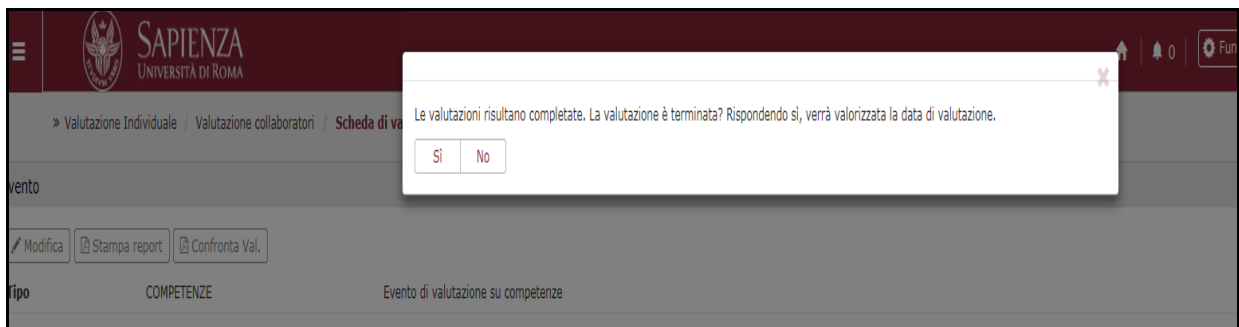 SAPIENZA
UNIVERSITÀ DI ROMA
0
Fun
» Valutazione Individuale / Valutazione collaboratori / Scheda di va
Le valutazioni risultano completate. La valutazione è terminata? Rispondendo sì, verrà valorizzata la data di valutazione.
Sì No
vento
Modifica Stampa report Confronta Val.
Tipo COMPETENZE Evento di valutazione su competenze